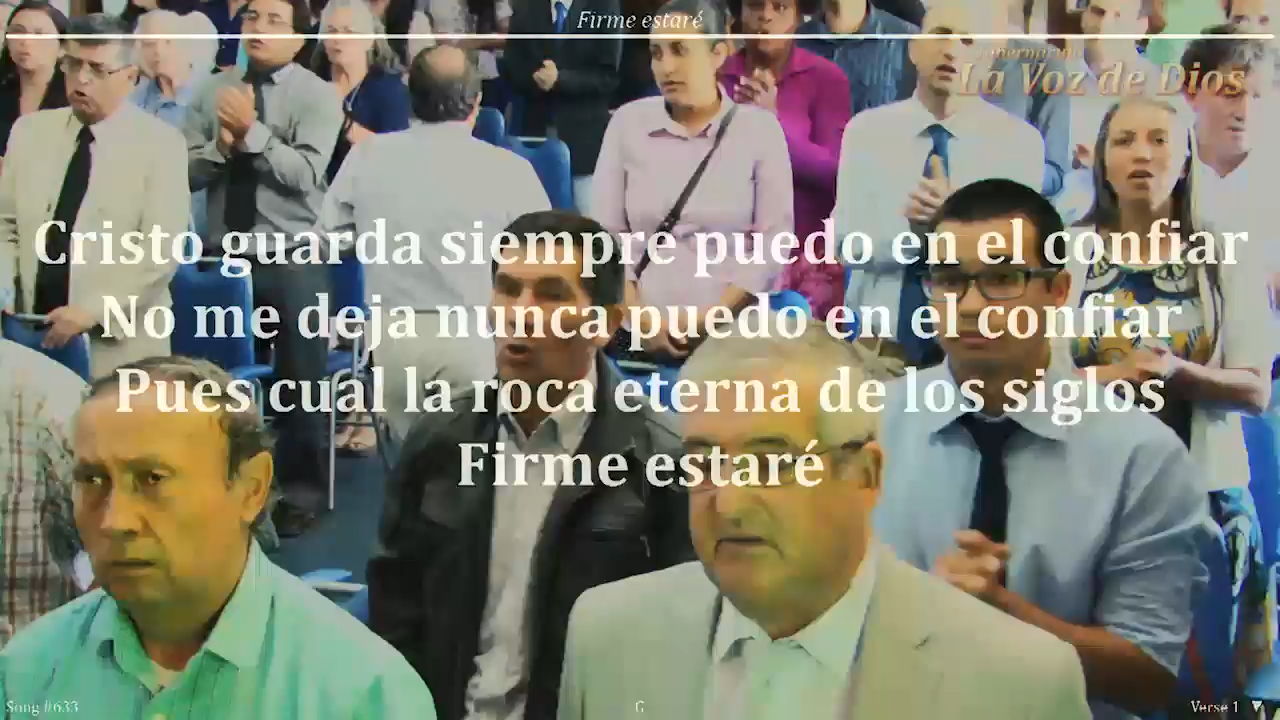 Firme estaré
La Voz de Dios
Cristo guarda siempre puedo en el confiar
No me deja nunca puedo en el confiar
Pues cual la roca eterna de los siglos
Firme estaré
Song #633
G
Verse 1 ▼